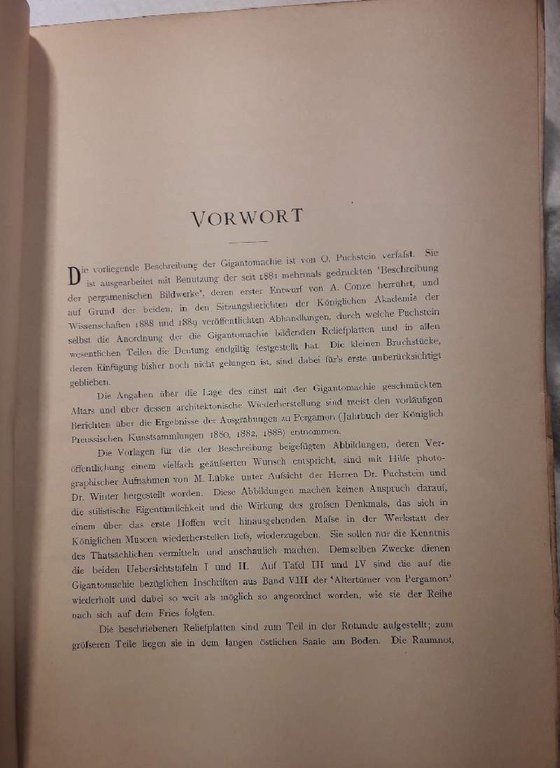 VORWORT
Die vorliegende Beschreibung der Gigantomachie ist von O. Puchstein verfaſst. Sie
ist ausgearbeitet mit Benutzung der seit 1881 mehrmals gedruckten 'Beschreibung
der pergamenischen Bildwerke', deren erster Entwurf von A. Conze herrührt, und
auf Grund der beiden, in den Sitzungsberichten der Königlichen Akademie der
Wissenschaften 1888 und 1889 veröffentlichten Abhandlungen, durch welche Puchstein
selbst die Anordnung der die Gigantomachie bildenden Reliefplatten und in allen
wesentlichen Teilen die Deutung endgiltig festgestellt hat. Die kleinen Bruchstücke,
deren Einfügung bisher noch nicht gelungen ist, sind dabei für's erste unberücksichtigt
geblieben.
Die Angaben über die Lage des einst mit der Gigantomachie geschmückten
Altars und über dessen architektonische Wiederherstellung sind meist den vorläufigen
Berichten über die Ergebnisse der Ausgrabungen zu Pergamon (Jahrbuch der Königlich
Preussischen Kunstsammlungen 1880, 1882, 1888) entnommen.
Die Vorlagen für die der Beschreibung beigefügten Abbildungen, deren Ver-
öffentlichung einem vielfach geäuſserten Wunsch entspricht, sind mit Hilfe photo-
graphischer Aufnahmen von M. Lübke unter Aufsicht der Herren Dr. Puchstein und
Dr. Winter hergestellt worden. Diese Abbildungen machen keinen Anspruch darauf,
die stilistische Eigentümlichkeit und die Wirkung des groſsen Denkmals, das sich in
einem über das erste Hoffen weit hinausgehenden Maſse in der Werkstatt der
Königlichen Museen wiederherstellen lieſs, wiederzugeben. Sie sollen nur die Kenntnis
des Thatsächlichen vermitteln und anschaulich machen. Demselben Zwecke dienen
die beiden Uebersichtstafeln I und II. Auf Tafel III und IV sind die auf die
Gigantomachie bezüglichen Inschriften aus Band VIII der 'Altertümer von Pergamon'
wiederholt und dabei so weit als möglich so angeordnet worden, wie sie der Reihe
nach sich auf dem Fries folgten.
Die beschriebenen Reliefplatten sind zum Teil in der Rotunde aufgestellt; zum
gröſseren Teile liegen sie in dem langen östlichen Saale am Boden. Die Raumnot,